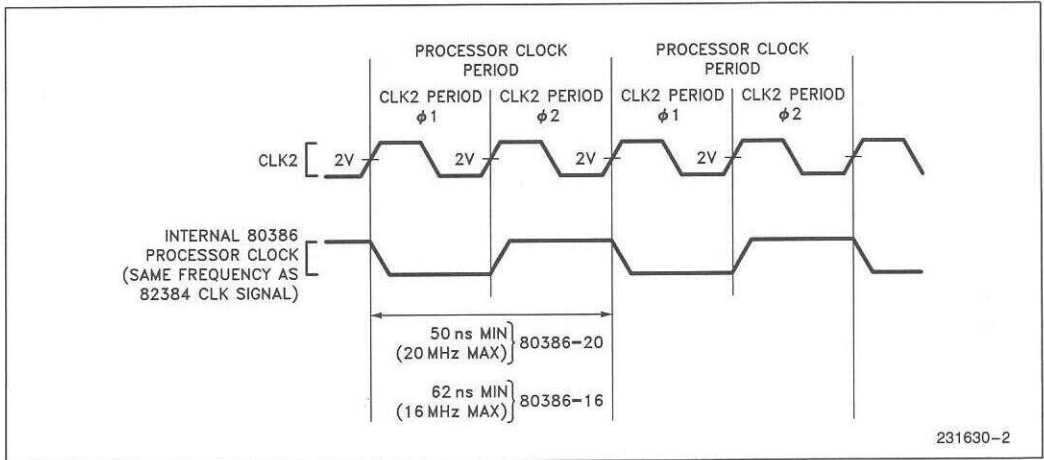 PROCESSOR CLOCK
PERIOD
PROCESSOR CLOCK
PERIOD
CLK2 PERIOD
ϕ1
CLK2 PERIOD
ϕ2
CLK2 PERIOD
ϕ1
CLK2 PERIOD
ϕ2
CLK2
2V
2V
2V
2V
2V
INTERNAL 80386
PROCESSOR CLOCK
(SAME FREQUENCY AS
82384 CLK SIGNAL)
50 ns MIN
(20 MHz MAX)
80386-20
62 ns MIN
(16 MHz MAX)
80386-16
231630-2